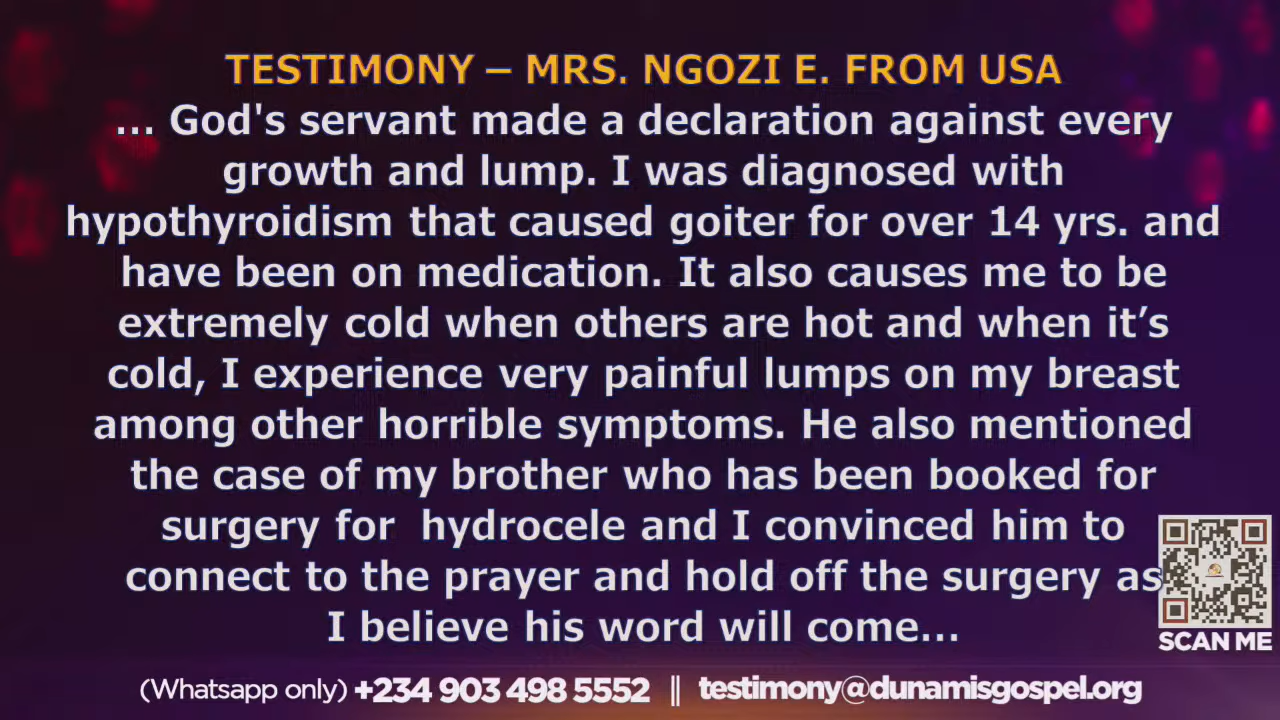 TESTIMONY – MRS. NGOZI E. FROM USA
... God's servant made a declaration against every
growth and lump. I was diagnosed with
hypothyroidism that caused goiter for over 14 yrs. and
have been on medication. It also causes me to be
extremely cold when others are hot and when it’s
cold, I experience very painful lumps on my breast
among other horrible symptoms. He also mentioned
the case of my brother who has been booked for
surgery for  hydrocele and I convinced him to
connect to the prayer and hold off the surgery as
I believe his word will come...
SCAN ME
(Whatsapp only) +234 903 498 5552 || testimony@dunamisgospel.org